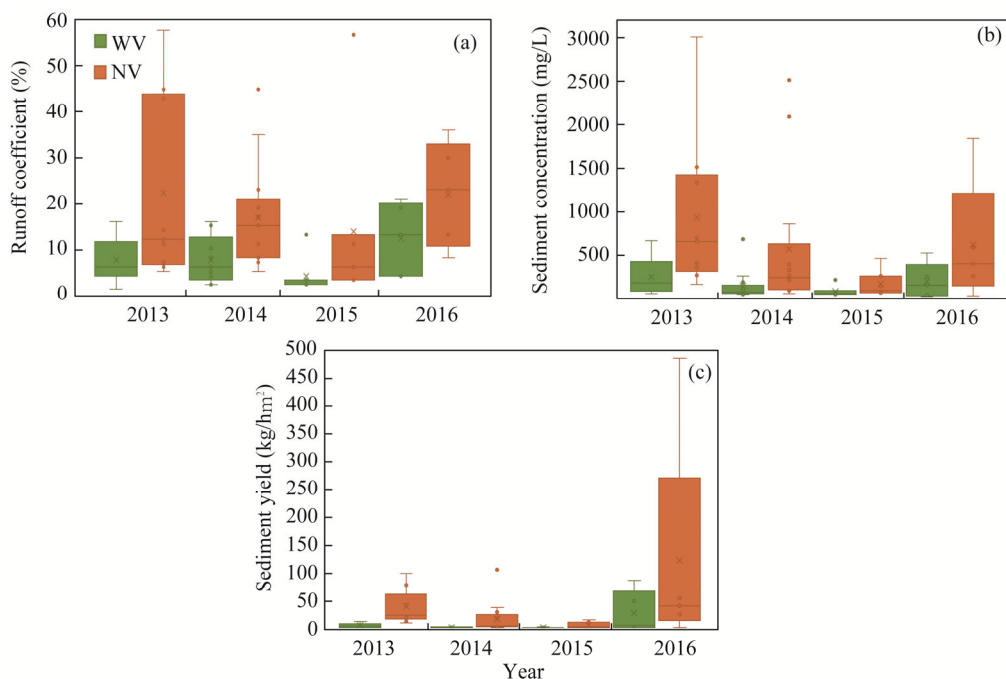 (a)
WV
NV
Runoff coefficient (%)
60
50
40
30
20
10
0
2013 2014 2015 2016
(b)
Sediment concentration (mg/L)
3000
2500
2000
1500
1000
500
2013 2014 2015 2016
(c)
Sediment yield (kg/hm²)
500
450
400
350
300
250
200
150
100
50
0
2013 2014 2015 2016
Year